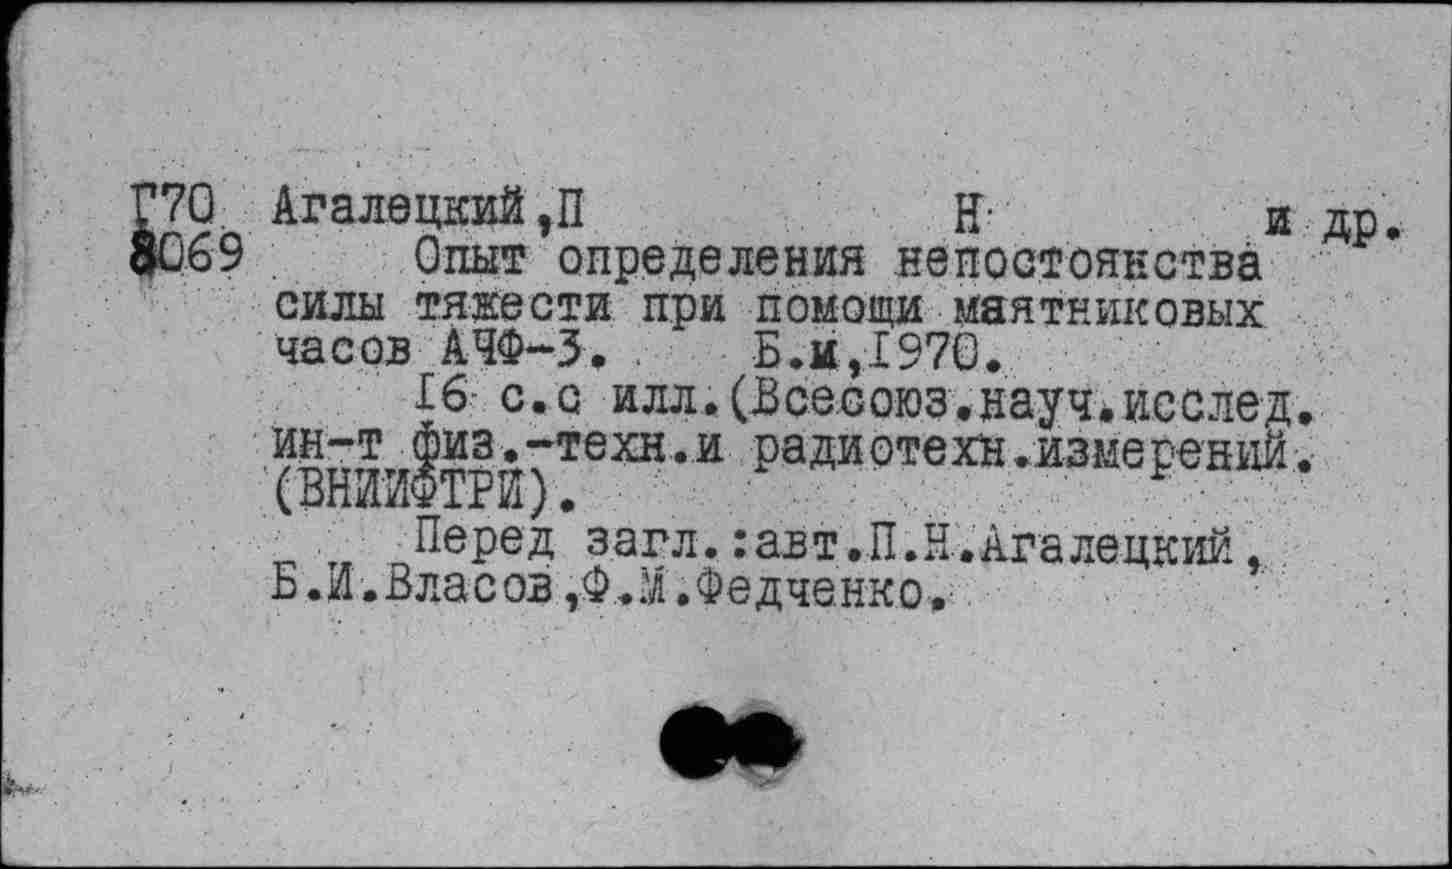 Г70 Агалецкий,П Н и др.
8069 Опыт определения непостоянства
силы тяжести при помощи маятниковых
часов АЧФ-3. Б.м,1970.
16 с.с илл.(Всесоюз.науч.исслед.
ин-т физ.-техн.и радиотехн.измерений.
(ВНИИФТРИ).
Перед загл.:авт.П.Н.Агалецкий,
Б.И.Власов,Ф.М.Федченко.